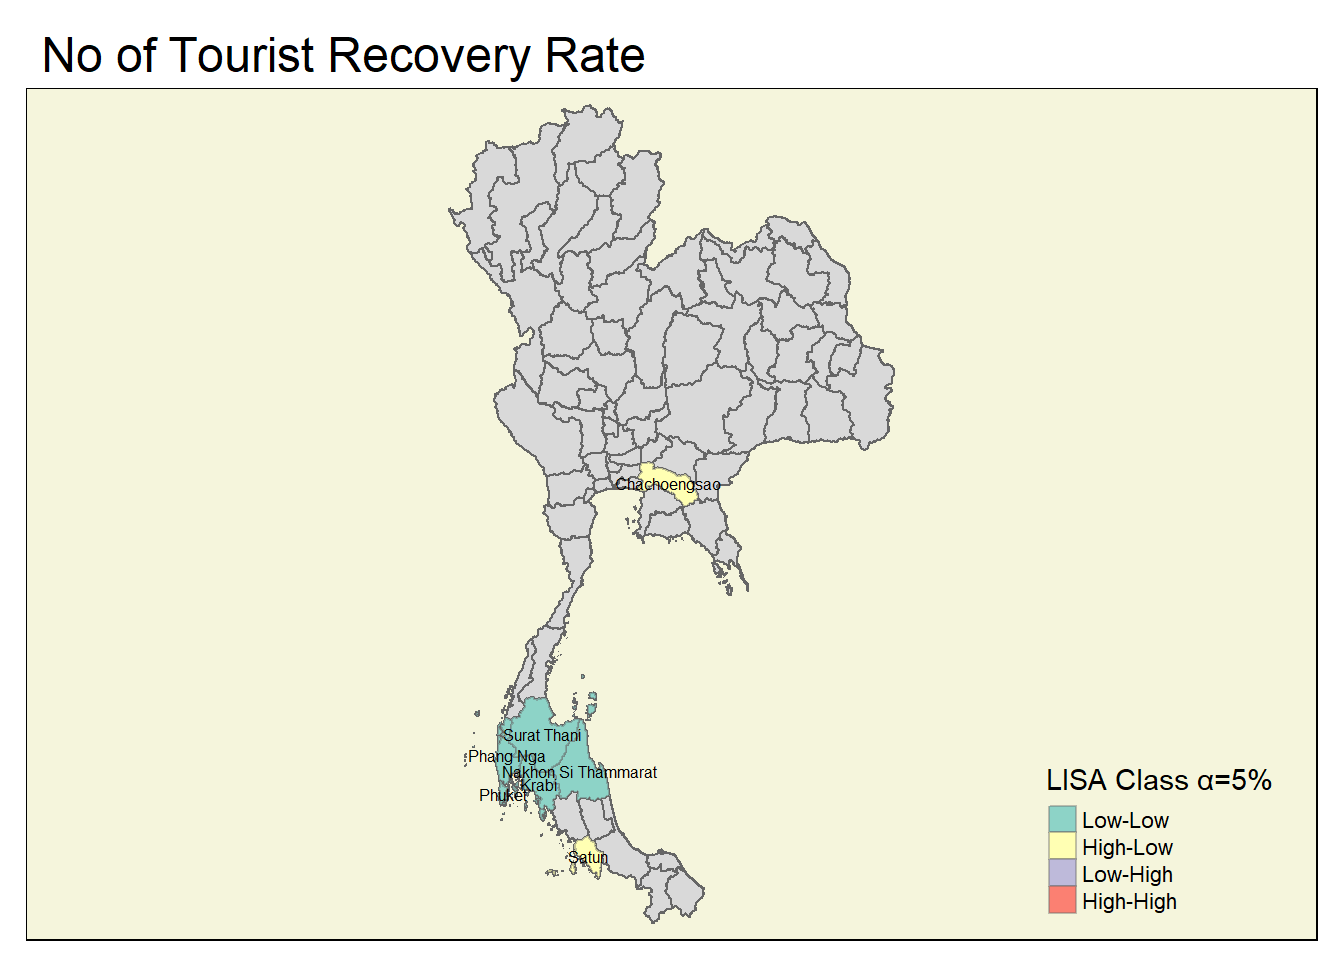 No of Tourist Recovery Rate
Chachoengsao
Surat Thani
Phang Nga
Nakhon Si Thammarat
Krabi
Phuket
Satun
LISA Class α=5%
Low-Low
High-Low
Low-High
High-High